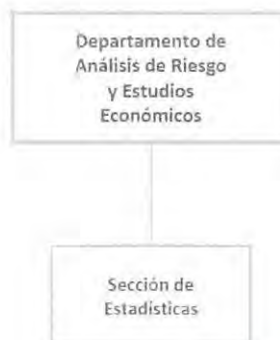 Departamento de
Análisis de Riesgo
y Estudios
Económicos
Sección de
Estadísticas